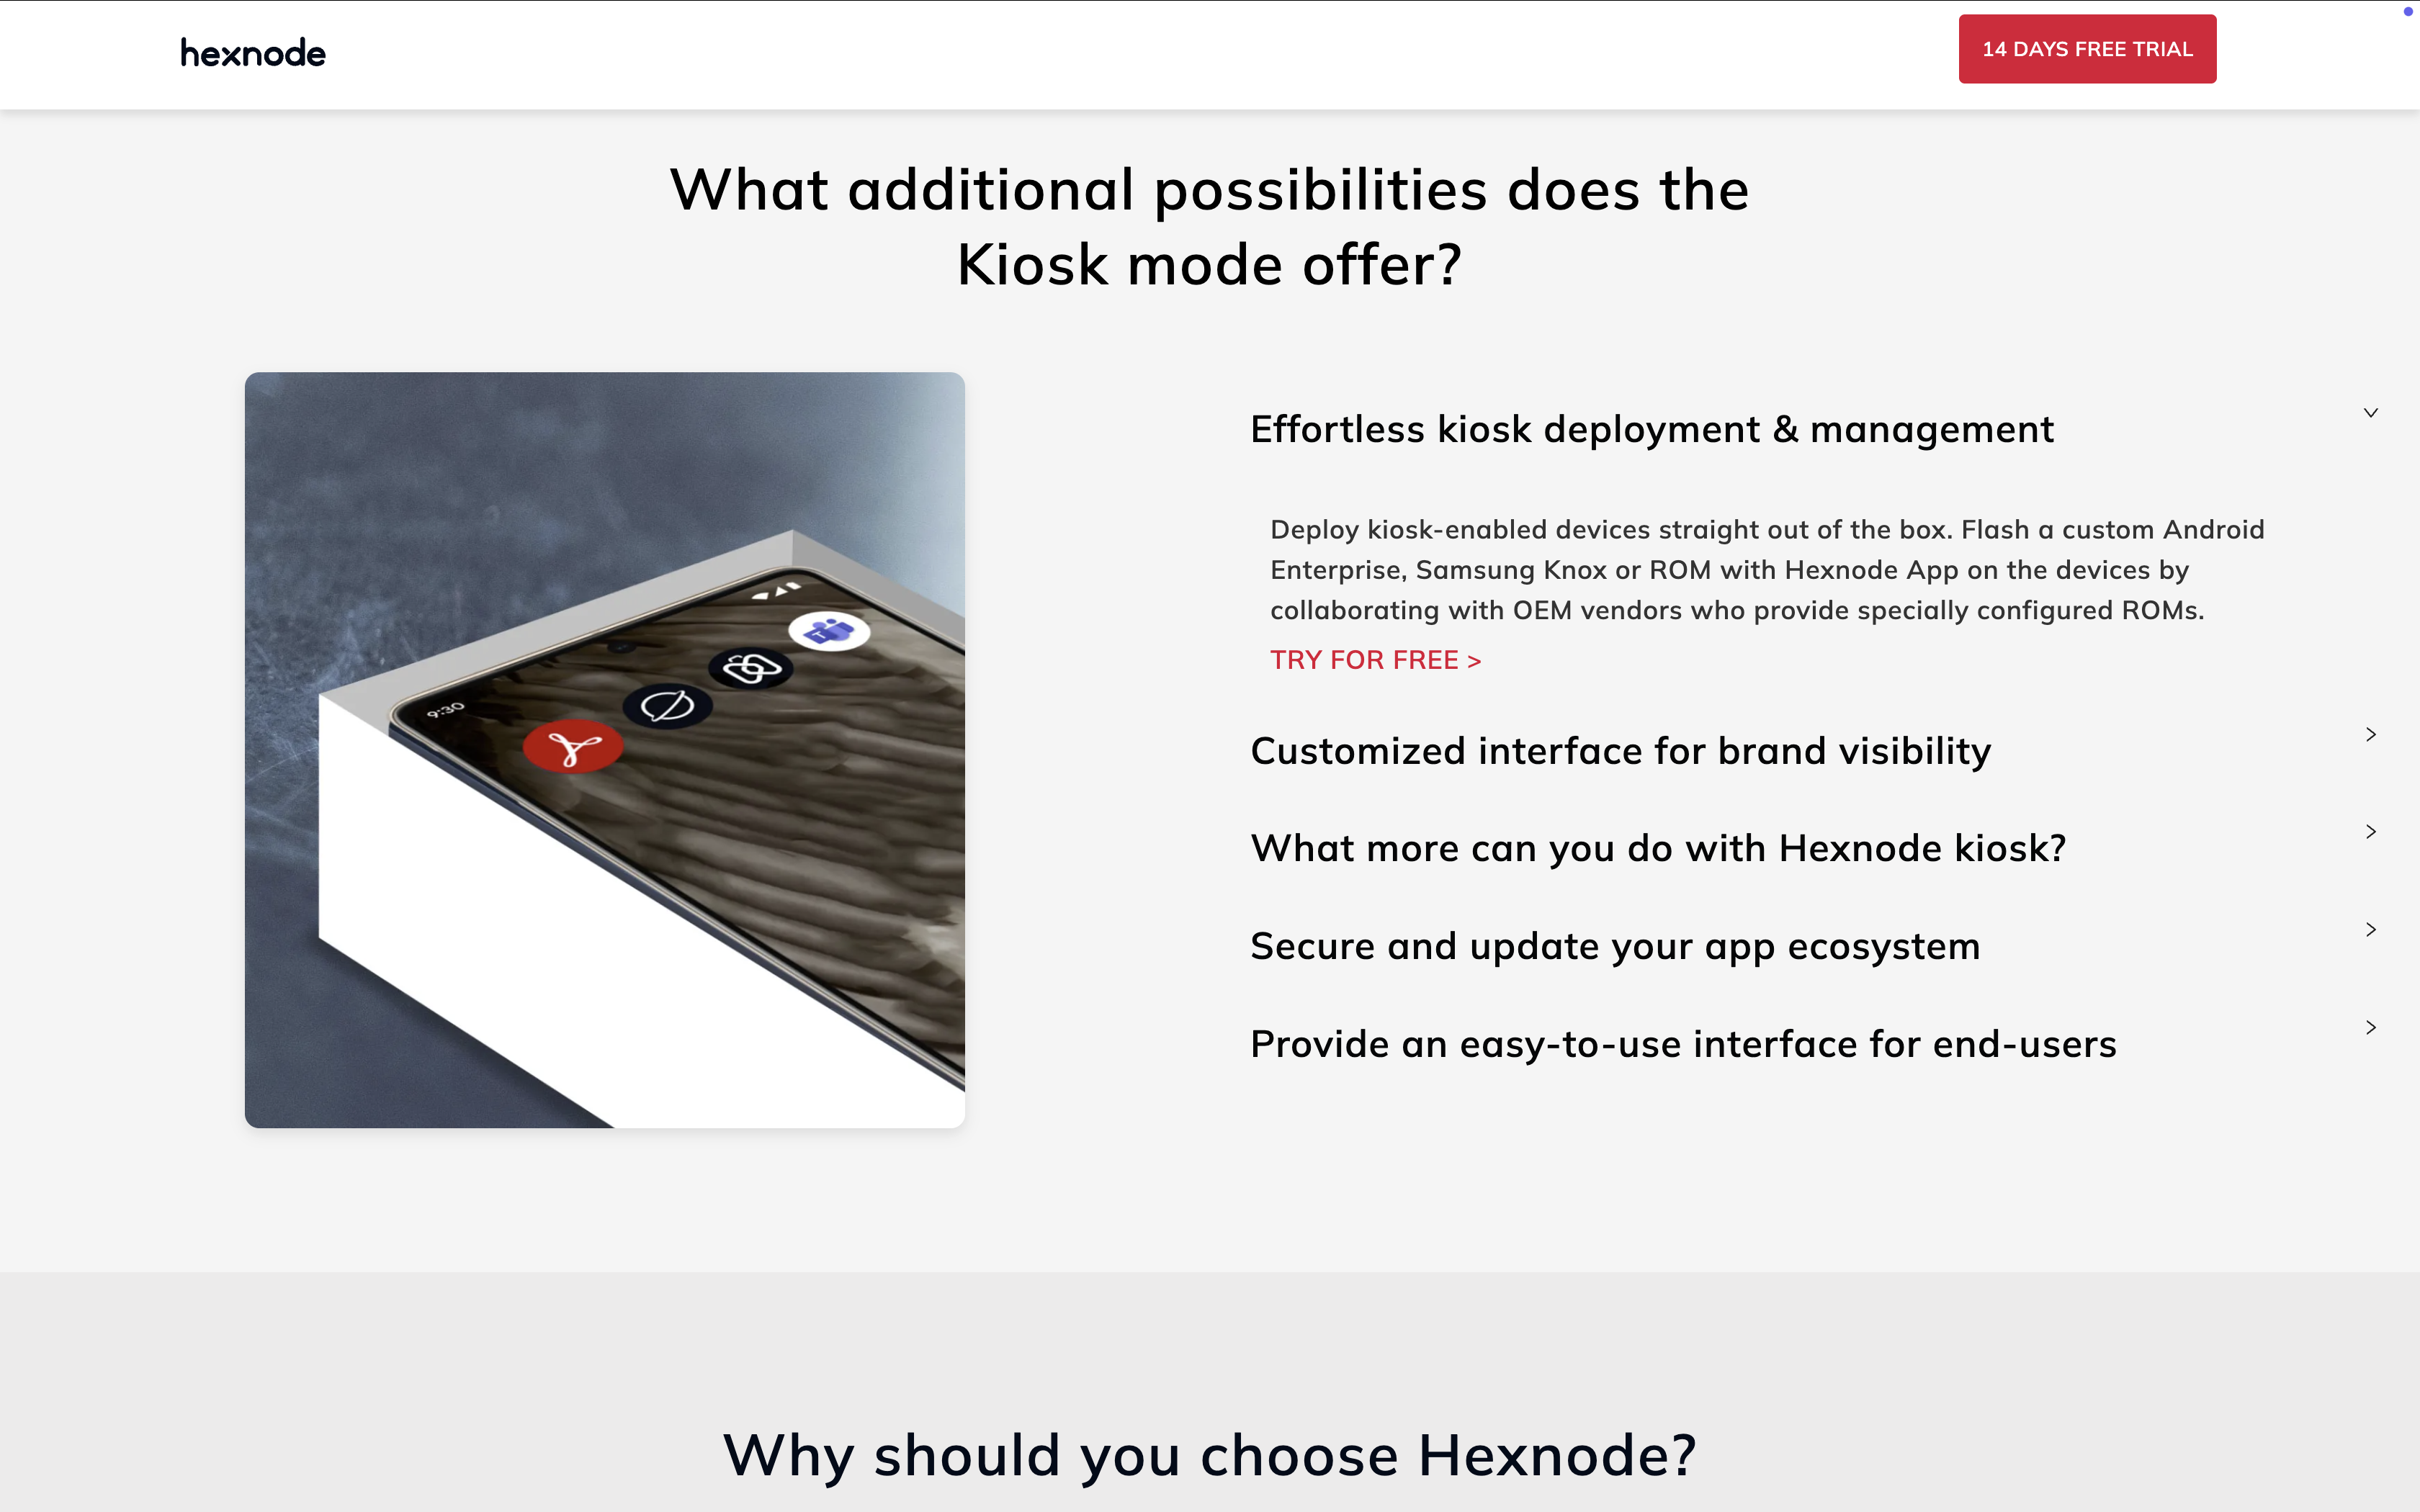 hexnode
14 DAYS FREE TRIAL
What additional possibilities does the
Kiosk mode offer?
9:30
Effortless kiosk deployment & management
Deploy kiosk-enabled devices straight out of the box. Flash a custom Android
Enterprise, Samsung Knox or ROM with Hexnode App on the devices by
collaborating with OEM vendors who provide specially configured ROMs.
TRY FOR FREE >
Customized interface for brand visibility
What more can you do with Hexnode kiosk?
Secure and update your app ecosystem
Provide an easy-to-use interface for end-users
Why should you choose Hexnode?